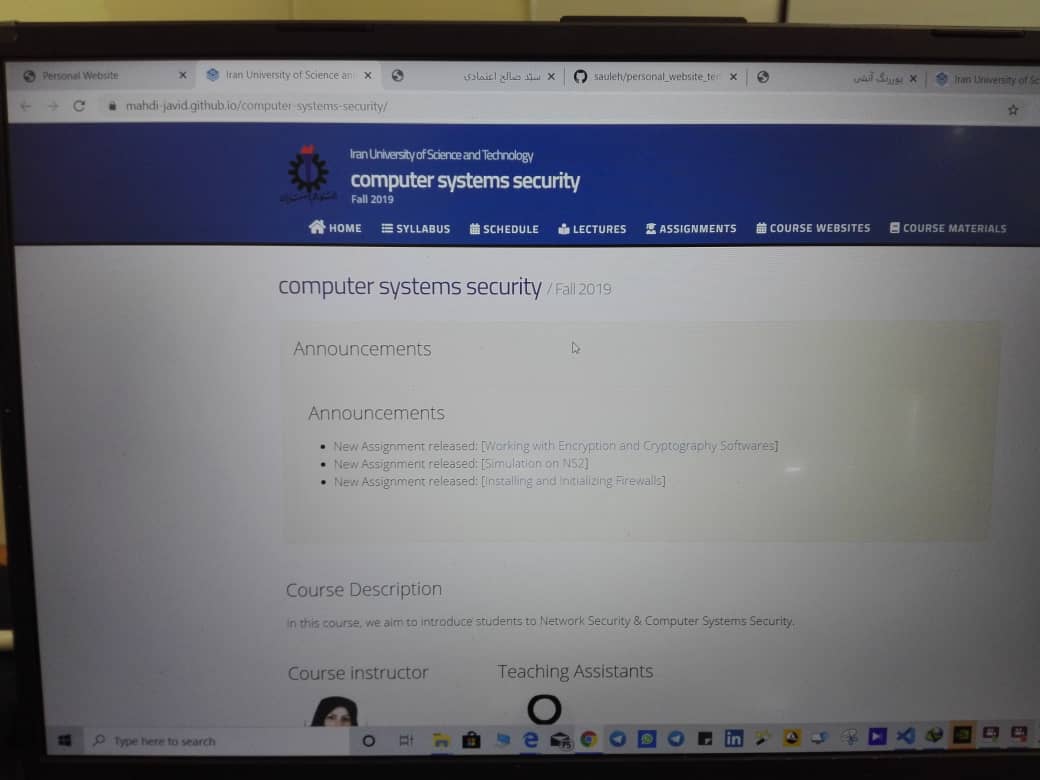 Personal Website
Iran University of Science an
سیّد صالح اعتمادی
sauleh/personal_website_ter
پوررنگ آتشی
Iran University of Sc
mahdi-javid.github.io/computer-systems-security/
Iran University of Science and Technology
computer systems security
Fall 2019
HOME SYLLABUS SCHEDULE LECTURES ASSIGNMENTS COURSE WEBSITES COURSE MATERIALS
computer systems security / Fall 2019
Announcements
Announcements
• New Assignment released: [Working with Encryption and Cryptography Softwares]
• New Assignment released: [Simulation on NS2]
• New Assignment released: [Installing and Initializing Firewalls]
Course Description
in this course, we aim to introduce students to Network Security & Computer Systems Security.
Course instructor
Teaching Assistants
Type here to search